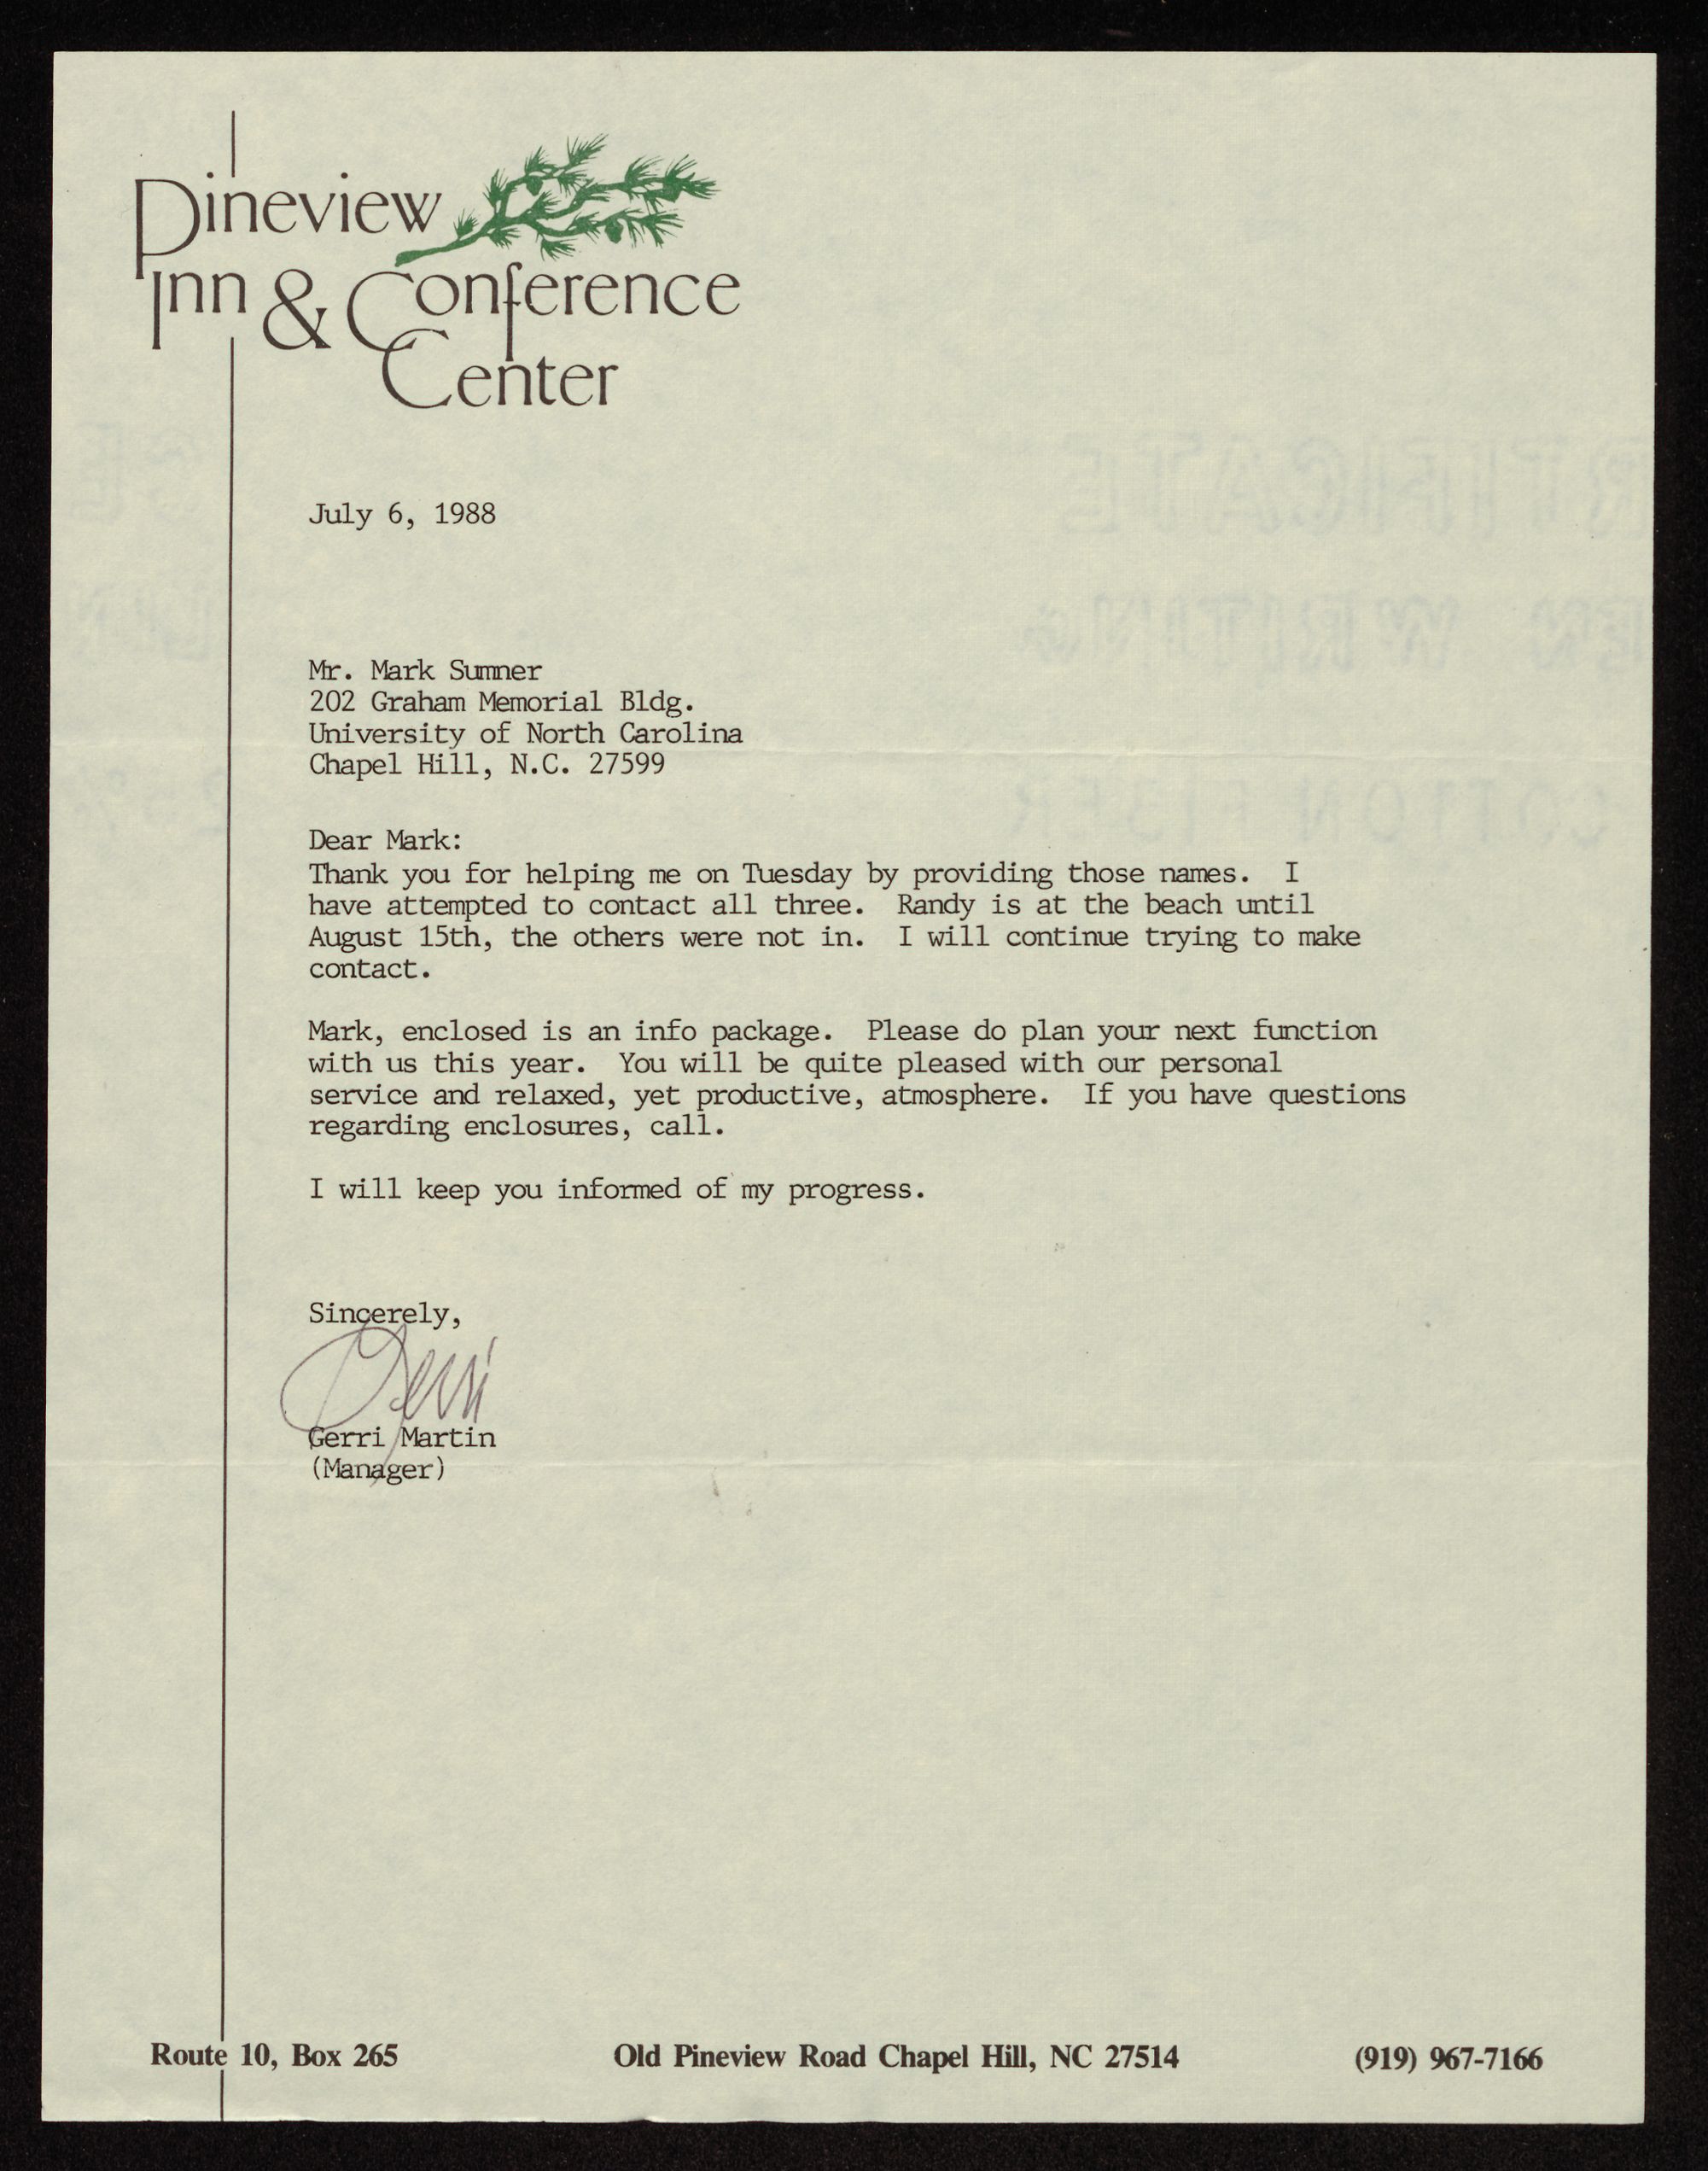 Pineview
Inn & Conference
Center
July 6, 1988
Mr. Mark Sumner
202 Graham Memorial Bldg.
University of North Carolina
Chapel Hill, N.C. 27599
Dear Mark:
Thank you for helping me on Tuesday by providing those names. I
have attempted to contact all three. Randy is at the beach until
August 15th, the others were not in. I will continue trying to make
contact.
Mark, enclosed is an info package. Please do plan your next function
with us this year. You will be quite pleased with our personal
service and relaxed, yet productive, atmosphere. If you have questions
regarding enclosures, call.
I will keep you informed of my progress.
Sincerely,
Gerri
Gerri Martin
(Manager)
Route 10, Box 265 Old Pineview Road Chapel Hill, NC 27514 (919) 967-7166